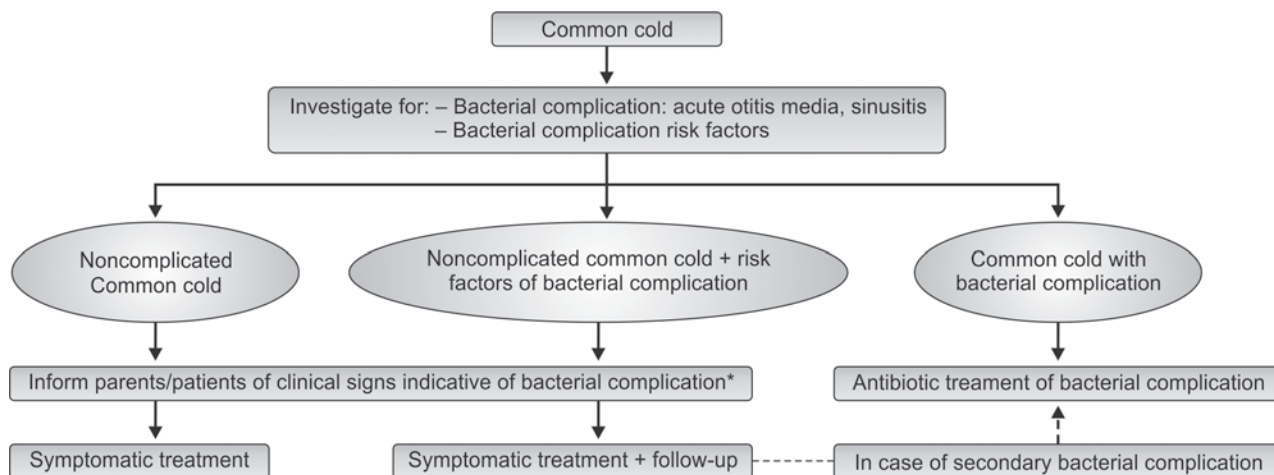 Common cold
Investigate for: – Bacterial complication: acute otitis media, sinusitis
– Bacterial complication risk factors
Noncomplicated
Common cold
Noncomplicated common cold + risk
factors of bacterial complication
Common cold with
bacterial complication
Inform parents/patients of clinical signs indicative of bacterial complication*
Antibiotic treament of bacterial complication
Symptomatic treatment
Symptomatic treatment + follow-up
In case of secondary bacterial complication